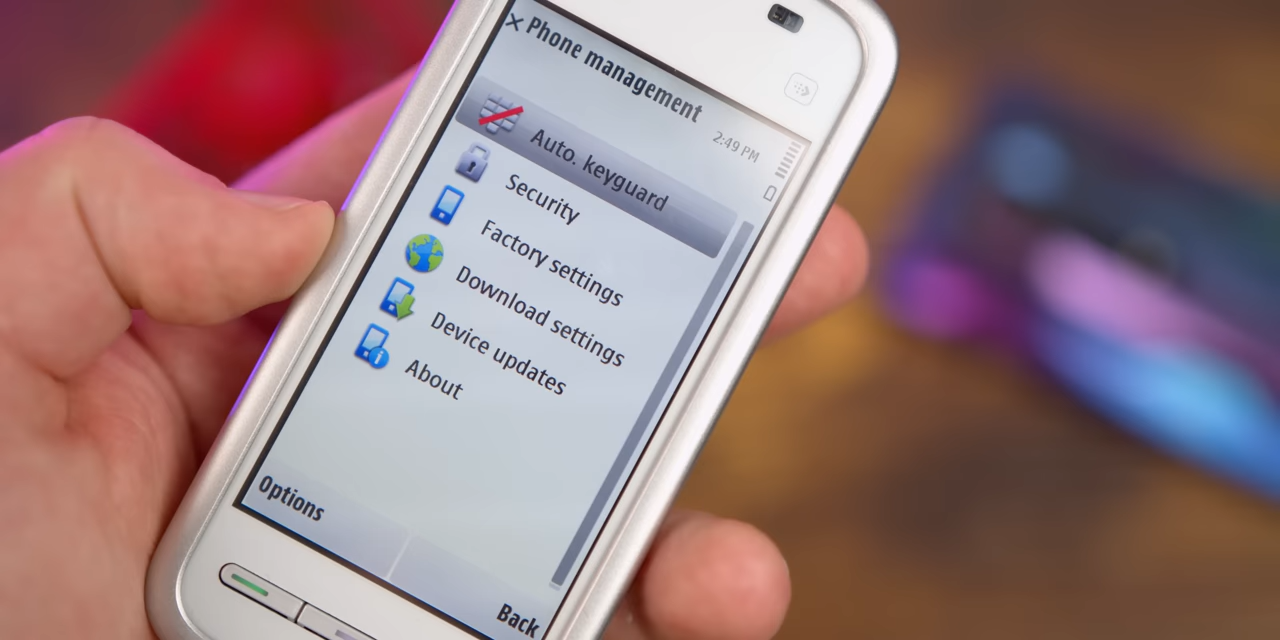 Phone management
2:49 PM
Auto. keyguard
Security
Factory settings
Download settings
Device updates
About
Options
Back